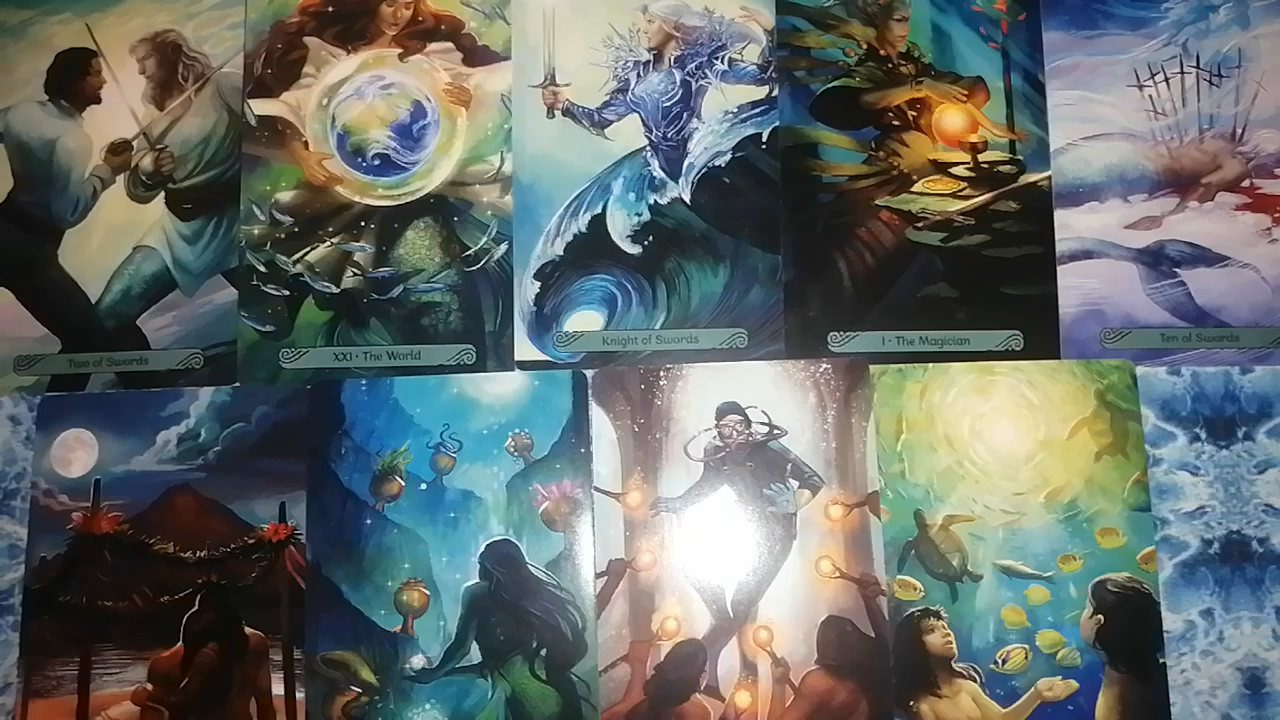 Two of Swords
XXI • The World
Knight of Swords
I • The Magician
Ten of Swords